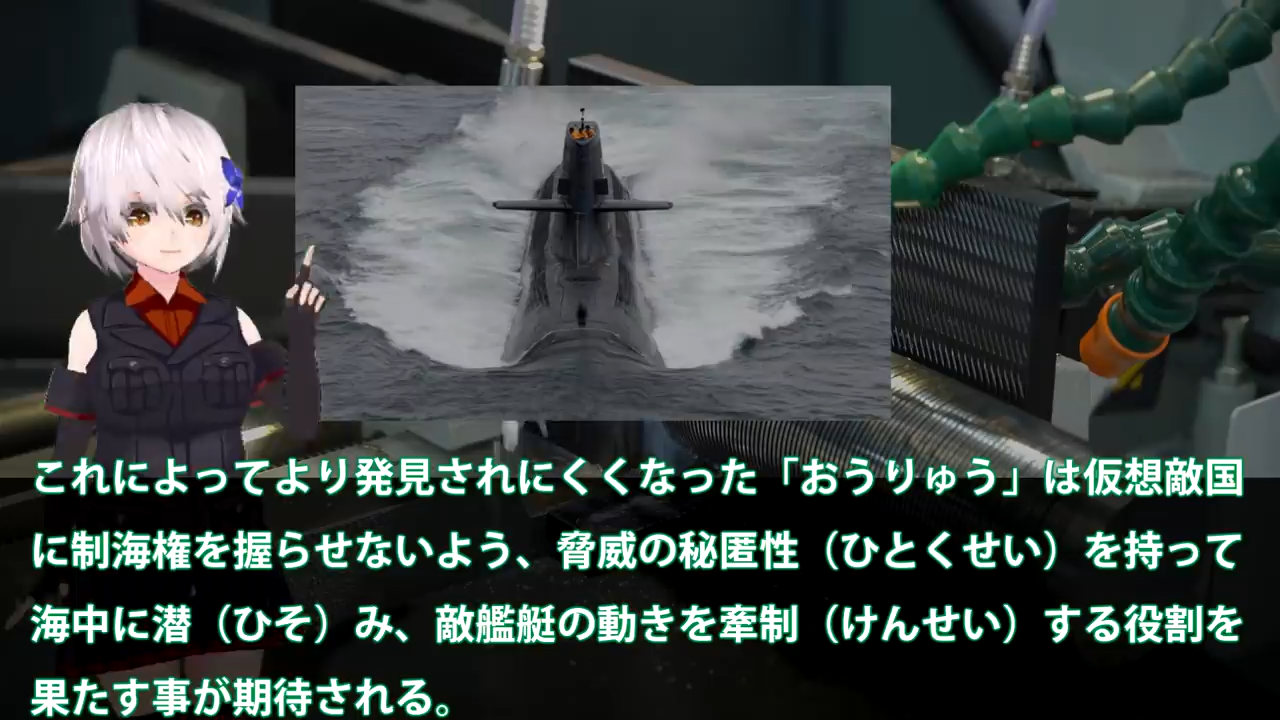 これによってより発見されにくくなった「おうりゅう」は仮想敵国
に制海権を握らせないよう、脅威の秘匿性（ひとくせい）を持って
海中に潜（ひそ）み、敵艦艇の動きを牽制（けんせい）する役割を
果たす事が期待される。